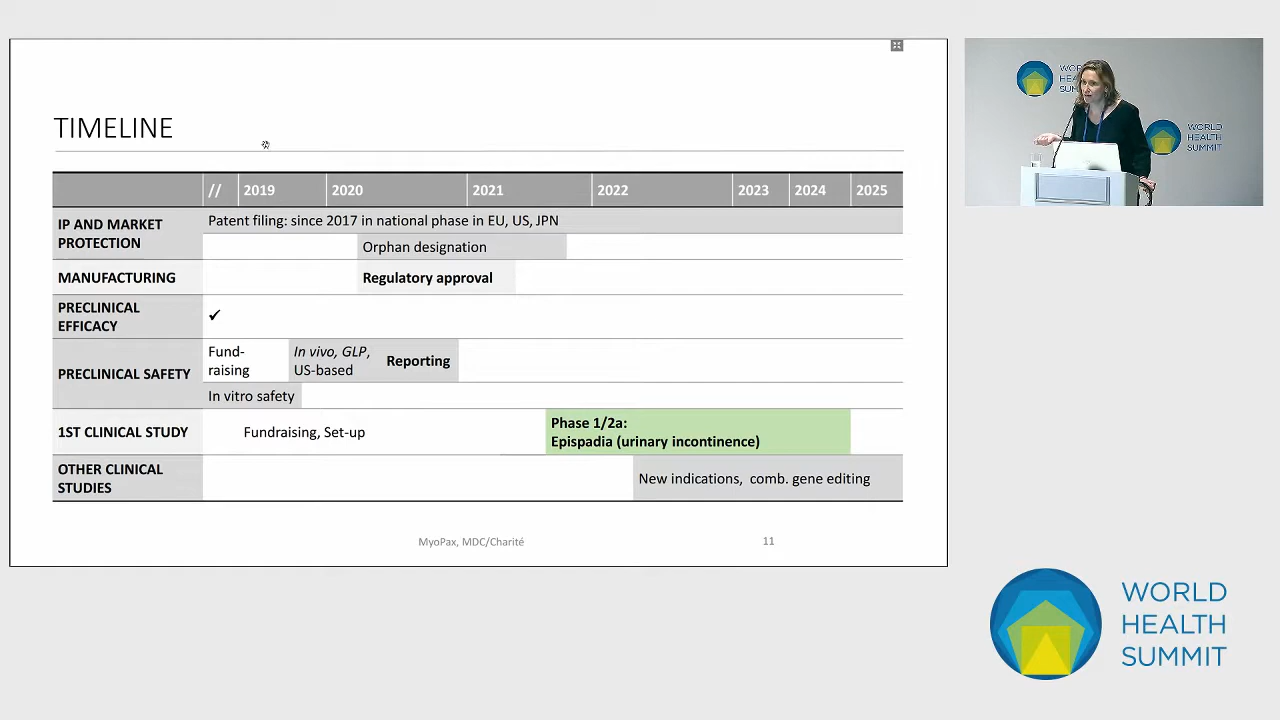 TIMELINE
// 2019 2020 2021 2022 2023 2024 2025
IP AND MARKET
PROTECTION
Patent filing: since 2017 in national phase in EU, US, JPN
Orphan designation
MANUFACTURING
Regulatory approval
PRECLINICAL
EFFICACY
✓
PRECLINICAL SAFETY
Fund-
raising
In vivo, GLP,
US-based
Reporting
In vitro safety
1ST CLINICAL STUDY
Fundraising, Set-up
Phase 1/2a:
Epispadia (urinary incontinence)
OTHER CLINICAL
STUDIES
New indications, comb. gene editing
MyoPax, MDC/Charité
11
WORLD
HEALTH
SUMMIT
WORLD
HEALTH
SUMMIT